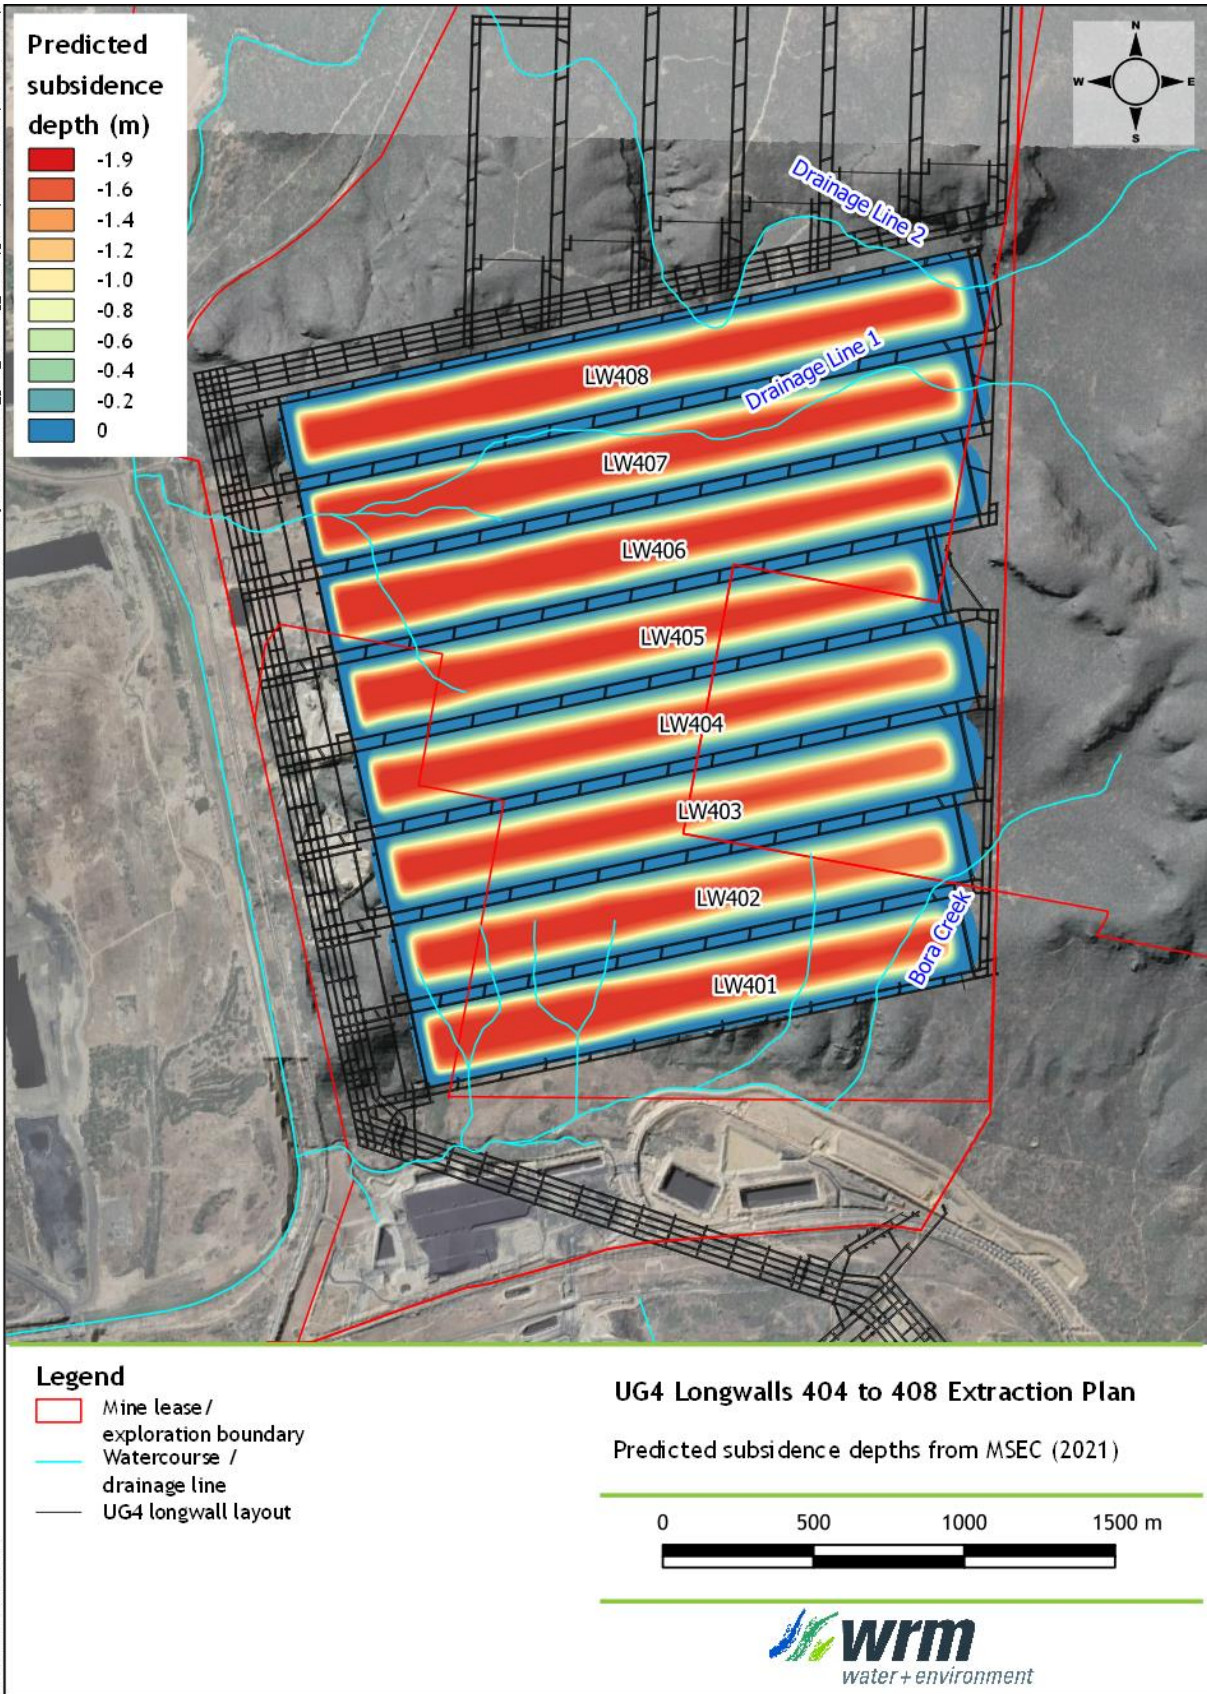 Predicted
subsidence
depth (m)
-1.9
-1.6
-1.4
-1.2
-1.0
-0.8
-0.6
-0.4
-0.2
0
N
W
E
S
Drainage Line 2
Drainage Line 1
LW408
LW407
LW406
LW405
LW404
LW403
LW402
LW401
Bora Creek
Legend
Mine lease /
exploration boundary
Watercourse /
drainage line
UG4 longwall layout
UG4 Longwalls 404 to 408 Extraction Plan
Predicted subsidence depths from MSEC (2021)
0 500 1000 1500 m
wrm
water + environment